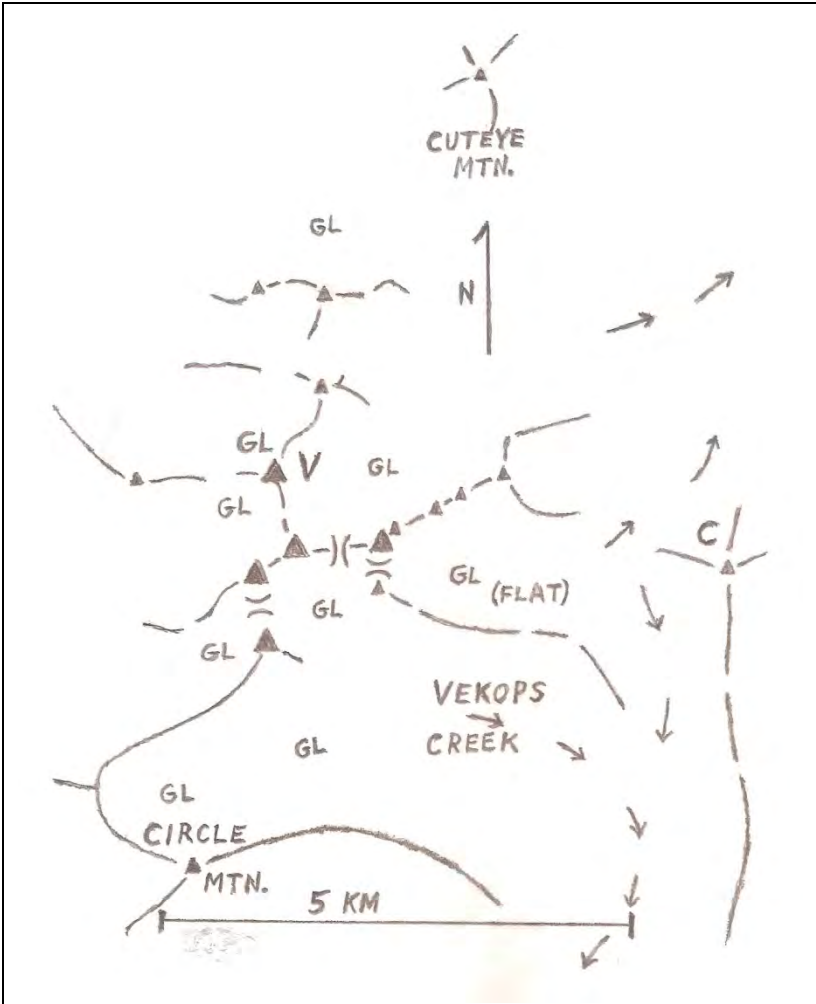 CUTEYE
MTN.
GL
N
GL
V
GL
GL
C
GL
(FLAT)
GL
GL
VEKOPS
CREEK
GL
GL
CIRCLE
MTN.
5 KM